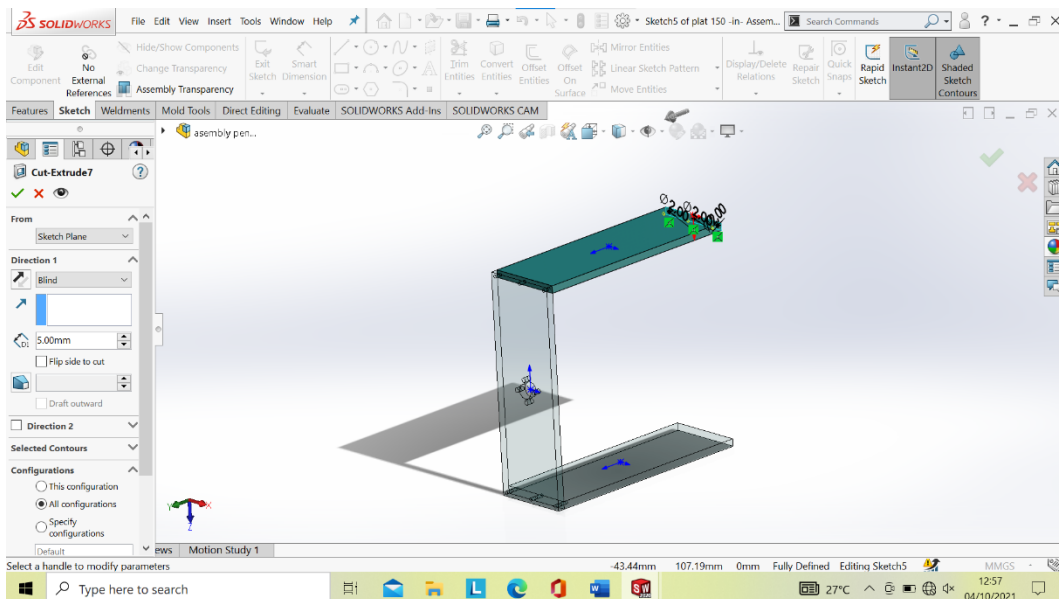 SOLIDWORKS File Edit View Insert Tools Window Help Sketch5 of plat 150 -in- Assem... Search Commands
Edit Component
No External References
Hide/Show Components
Change Transparency
Assembly Transparency
Exit Sketch
Smart Dimension
Trim Entities
Convert Entities
Offset Entities
Offset On Surface
Mirror Entities
Linear Sketch Pattern
Move Entities
Display/Delete Relations
Repair Sketch
Quick Snaps
Rapid Sketch
Instant2D
Shaded Sketch Contours
Features Sketch Weldments Mold Tools Direct Editing Evaluate SOLIDWORKS Add-Ins SOLIDWORKS CAM
asembly pen...
Cut-Extrude7
From
Sketch Plane
Direction 1
Blind
5.00mm
Flip side to cut
Draft outward
Direction 2
Selected Contours
Configurations
This configuration
All configurations
Specify configurations
Default
ews Motion Study 1
Select a handle to modify parameters -43.44mm 107.19mm 0mm Fully Defined Editing Sketch5 MMGS
Type here to search 27°C 12:57
04/10/2021